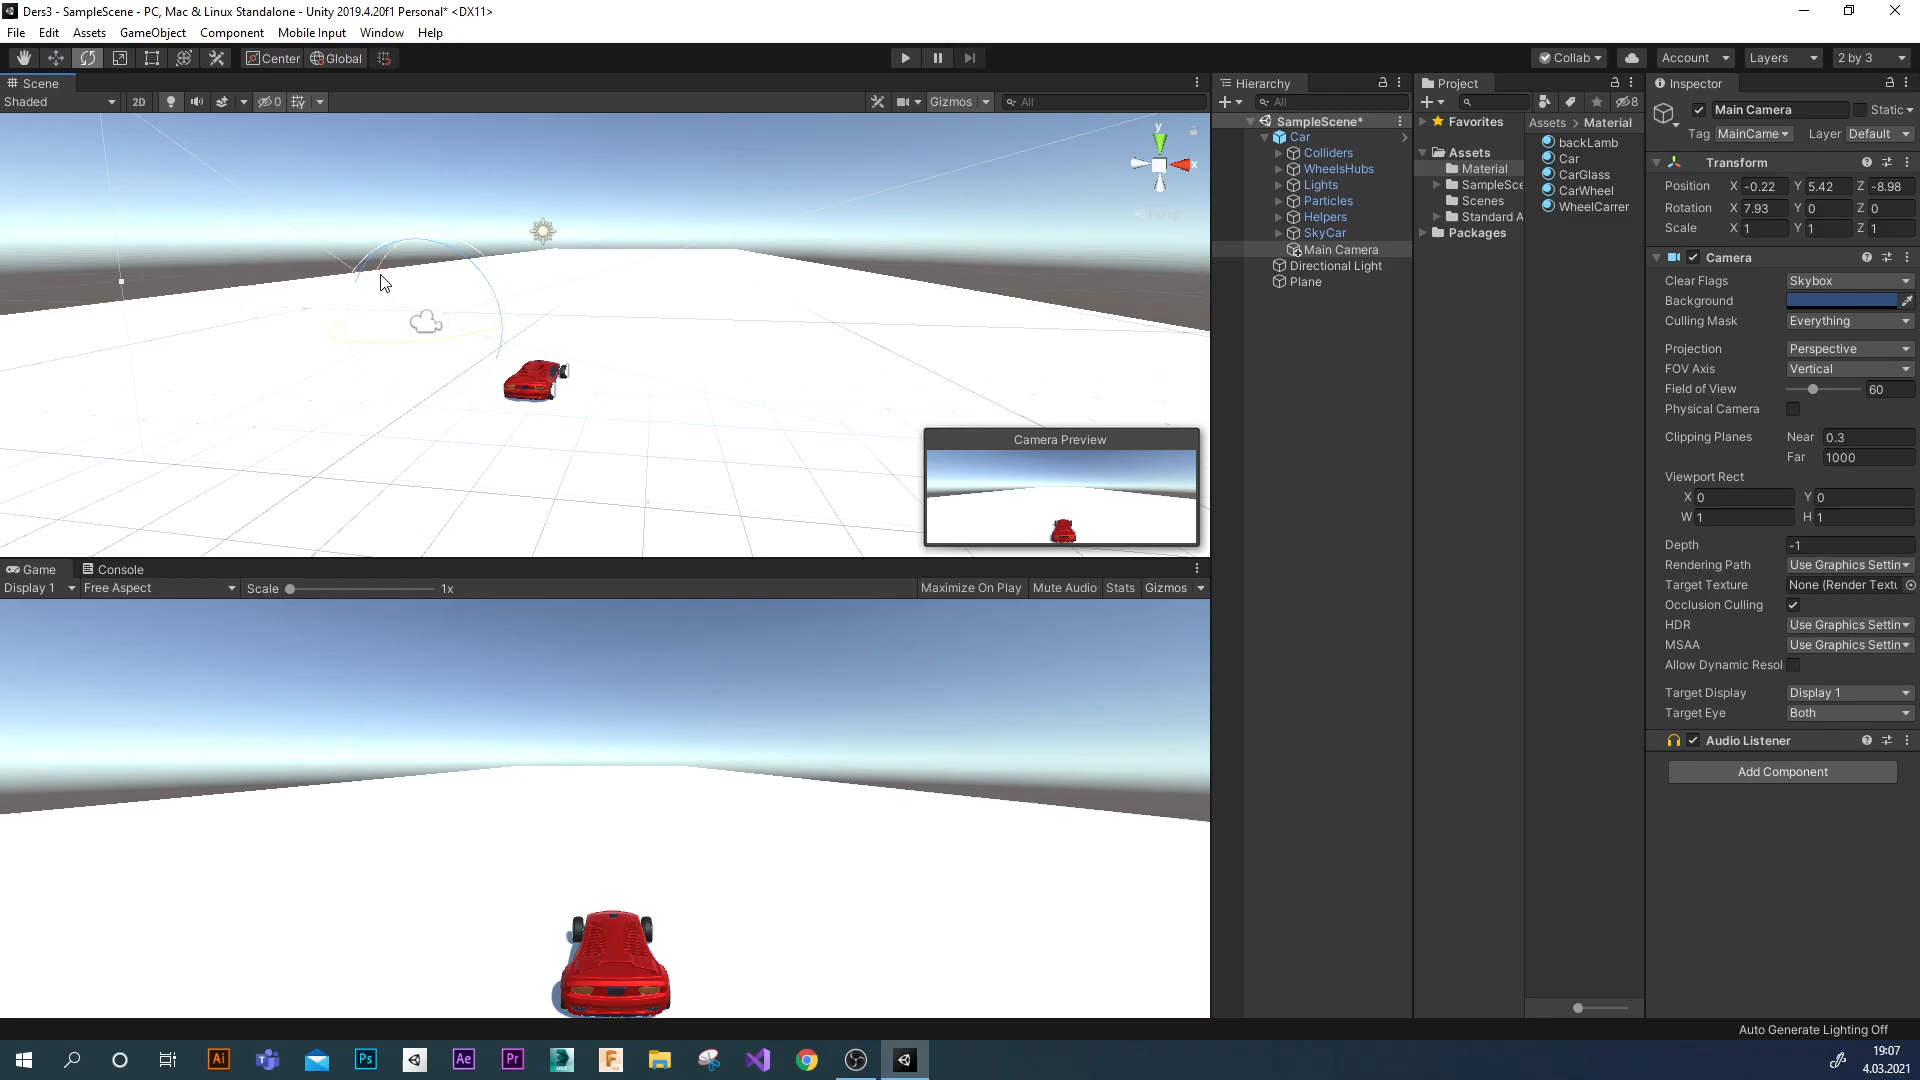 Ders3 - SampleScene - PC, Mac & Linux Standalone - Unity 2019.4.20f1 Personal* <DX11>
File Edit Assets GameObject Component Mobile Input Window Help
Center Global Collab Account Layers 2 by 3
Scene
Shaded 2D 0 Gizmos All
y
x
Camera Preview
Game Console
Display 1 Free Aspect Scale 1x Maximize On Play Mute Audio Stats Gizmos
Hierarchy
All
SampleScene*
Car
Colliders
WheelsHubs
Lights
Particles
Helpers
SkyCar
Main Camera
Directional Light
Plane
Project
8
Favorites
Assets
Material
SampleSce
Scenes
Standard A
Packages
Assets > Material
backLamb
Car
CarGlass
CarWheel
WheelCarrer
Inspector
Main Camera Static
Tag MainCame Layer Default
Transform
Position X -0.22 Y 5.42 Z -8.98
Rotation X 7.93 Y 0 Z 0
Scale X 1 Y 1 Z 1
Camera
Clear Flags Skybox
Background
Culling Mask Everything
Projection Perspective
FOV Axis Vertical
Field of View 60
Physical Camera
Clipping Planes Near 0.3
Far 1000
Viewport Rect
X 0 Y 0
W 1 H 1
Depth -1
Rendering Path Use Graphics Settin
Target Texture None (Render Textu
Occlusion Culling
HDR Use Graphics Settin
MSAA Use Graphics Settin
Allow Dynamic Resol
Target Display Display 1
Target Eye Both
Audio Listener
Add Component
Auto Generate Lighting Off
Ai Ps Ae Pr F
19:07
4.03.2021